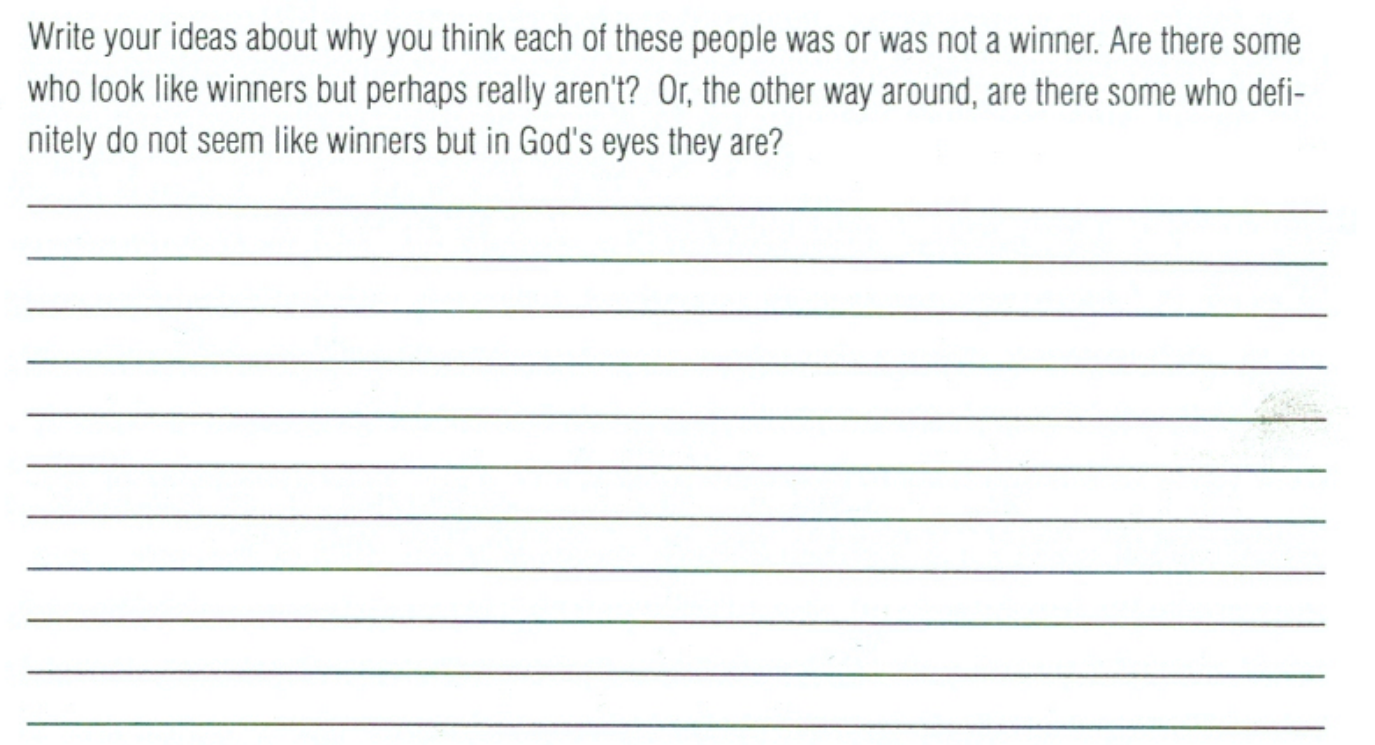 Write your ideas about why you think each of these people was or was not a winner. Are there some
who look like winners but perhaps really aren't?  Or, the other way around, are there some who defi-
nitely do not seem like winners but in God's eyes they are?